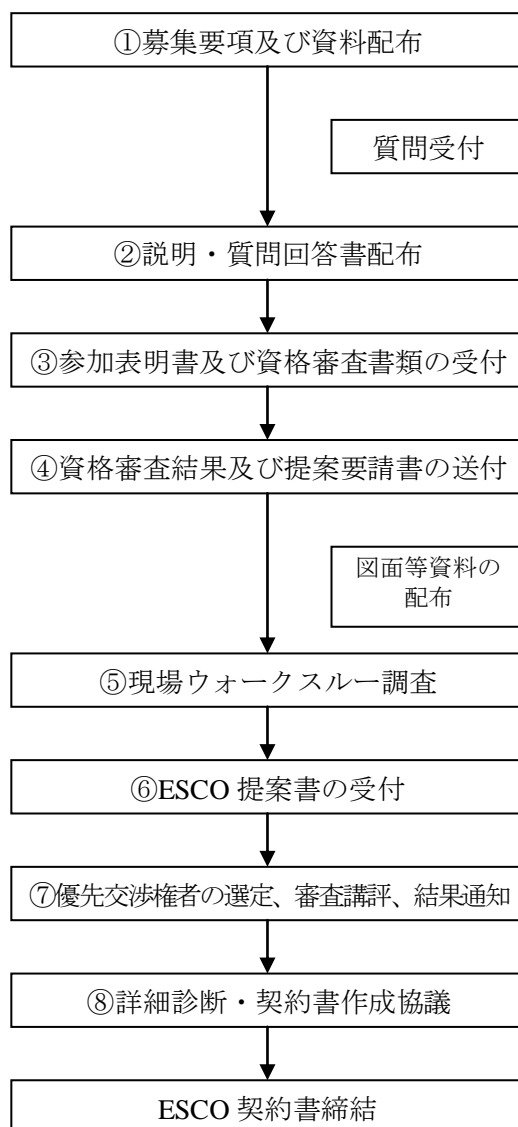 ①募集要項及び資料配布
質問受付
②説明・質問回答書配布
③参加表明書及び資格審査書類の受付
④資格審査結果及び提案要請書の送付
図面等資料の
配布
⑤現場ウォークスルー調査
⑥ESCO 提案書の受付
⑦優先交渉権者の選定、審査講評、結果通知
⑧詳細診断・契約書作成協議
ESCO 契約書締結